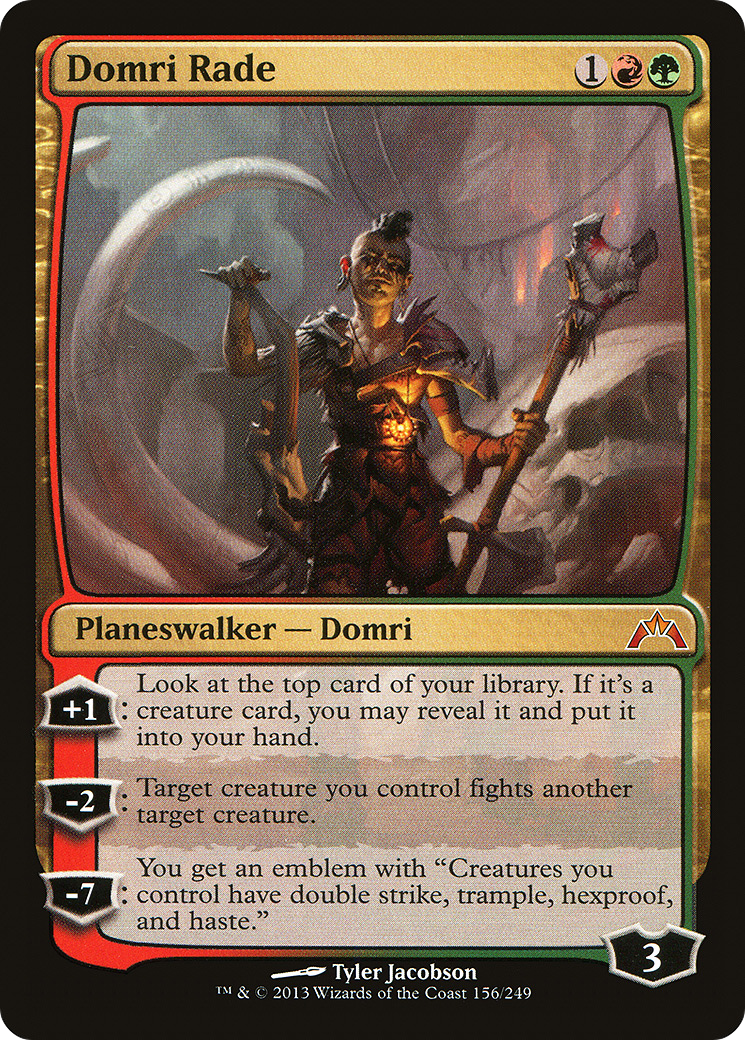 Domri Rade 1
Planeswalker — Domri
Look at the top card of your library. If it's a
+1: creature card, you may reveal it and put it
into your hand.
-2: Target creature you control fights another
target creature.
You get an emblem with “Creatures you
-7: control have double strike, trample, hexproof,
and haste.”
3
Tyler Jacobson
™ & © 2013 Wizards of the Coast 156/249